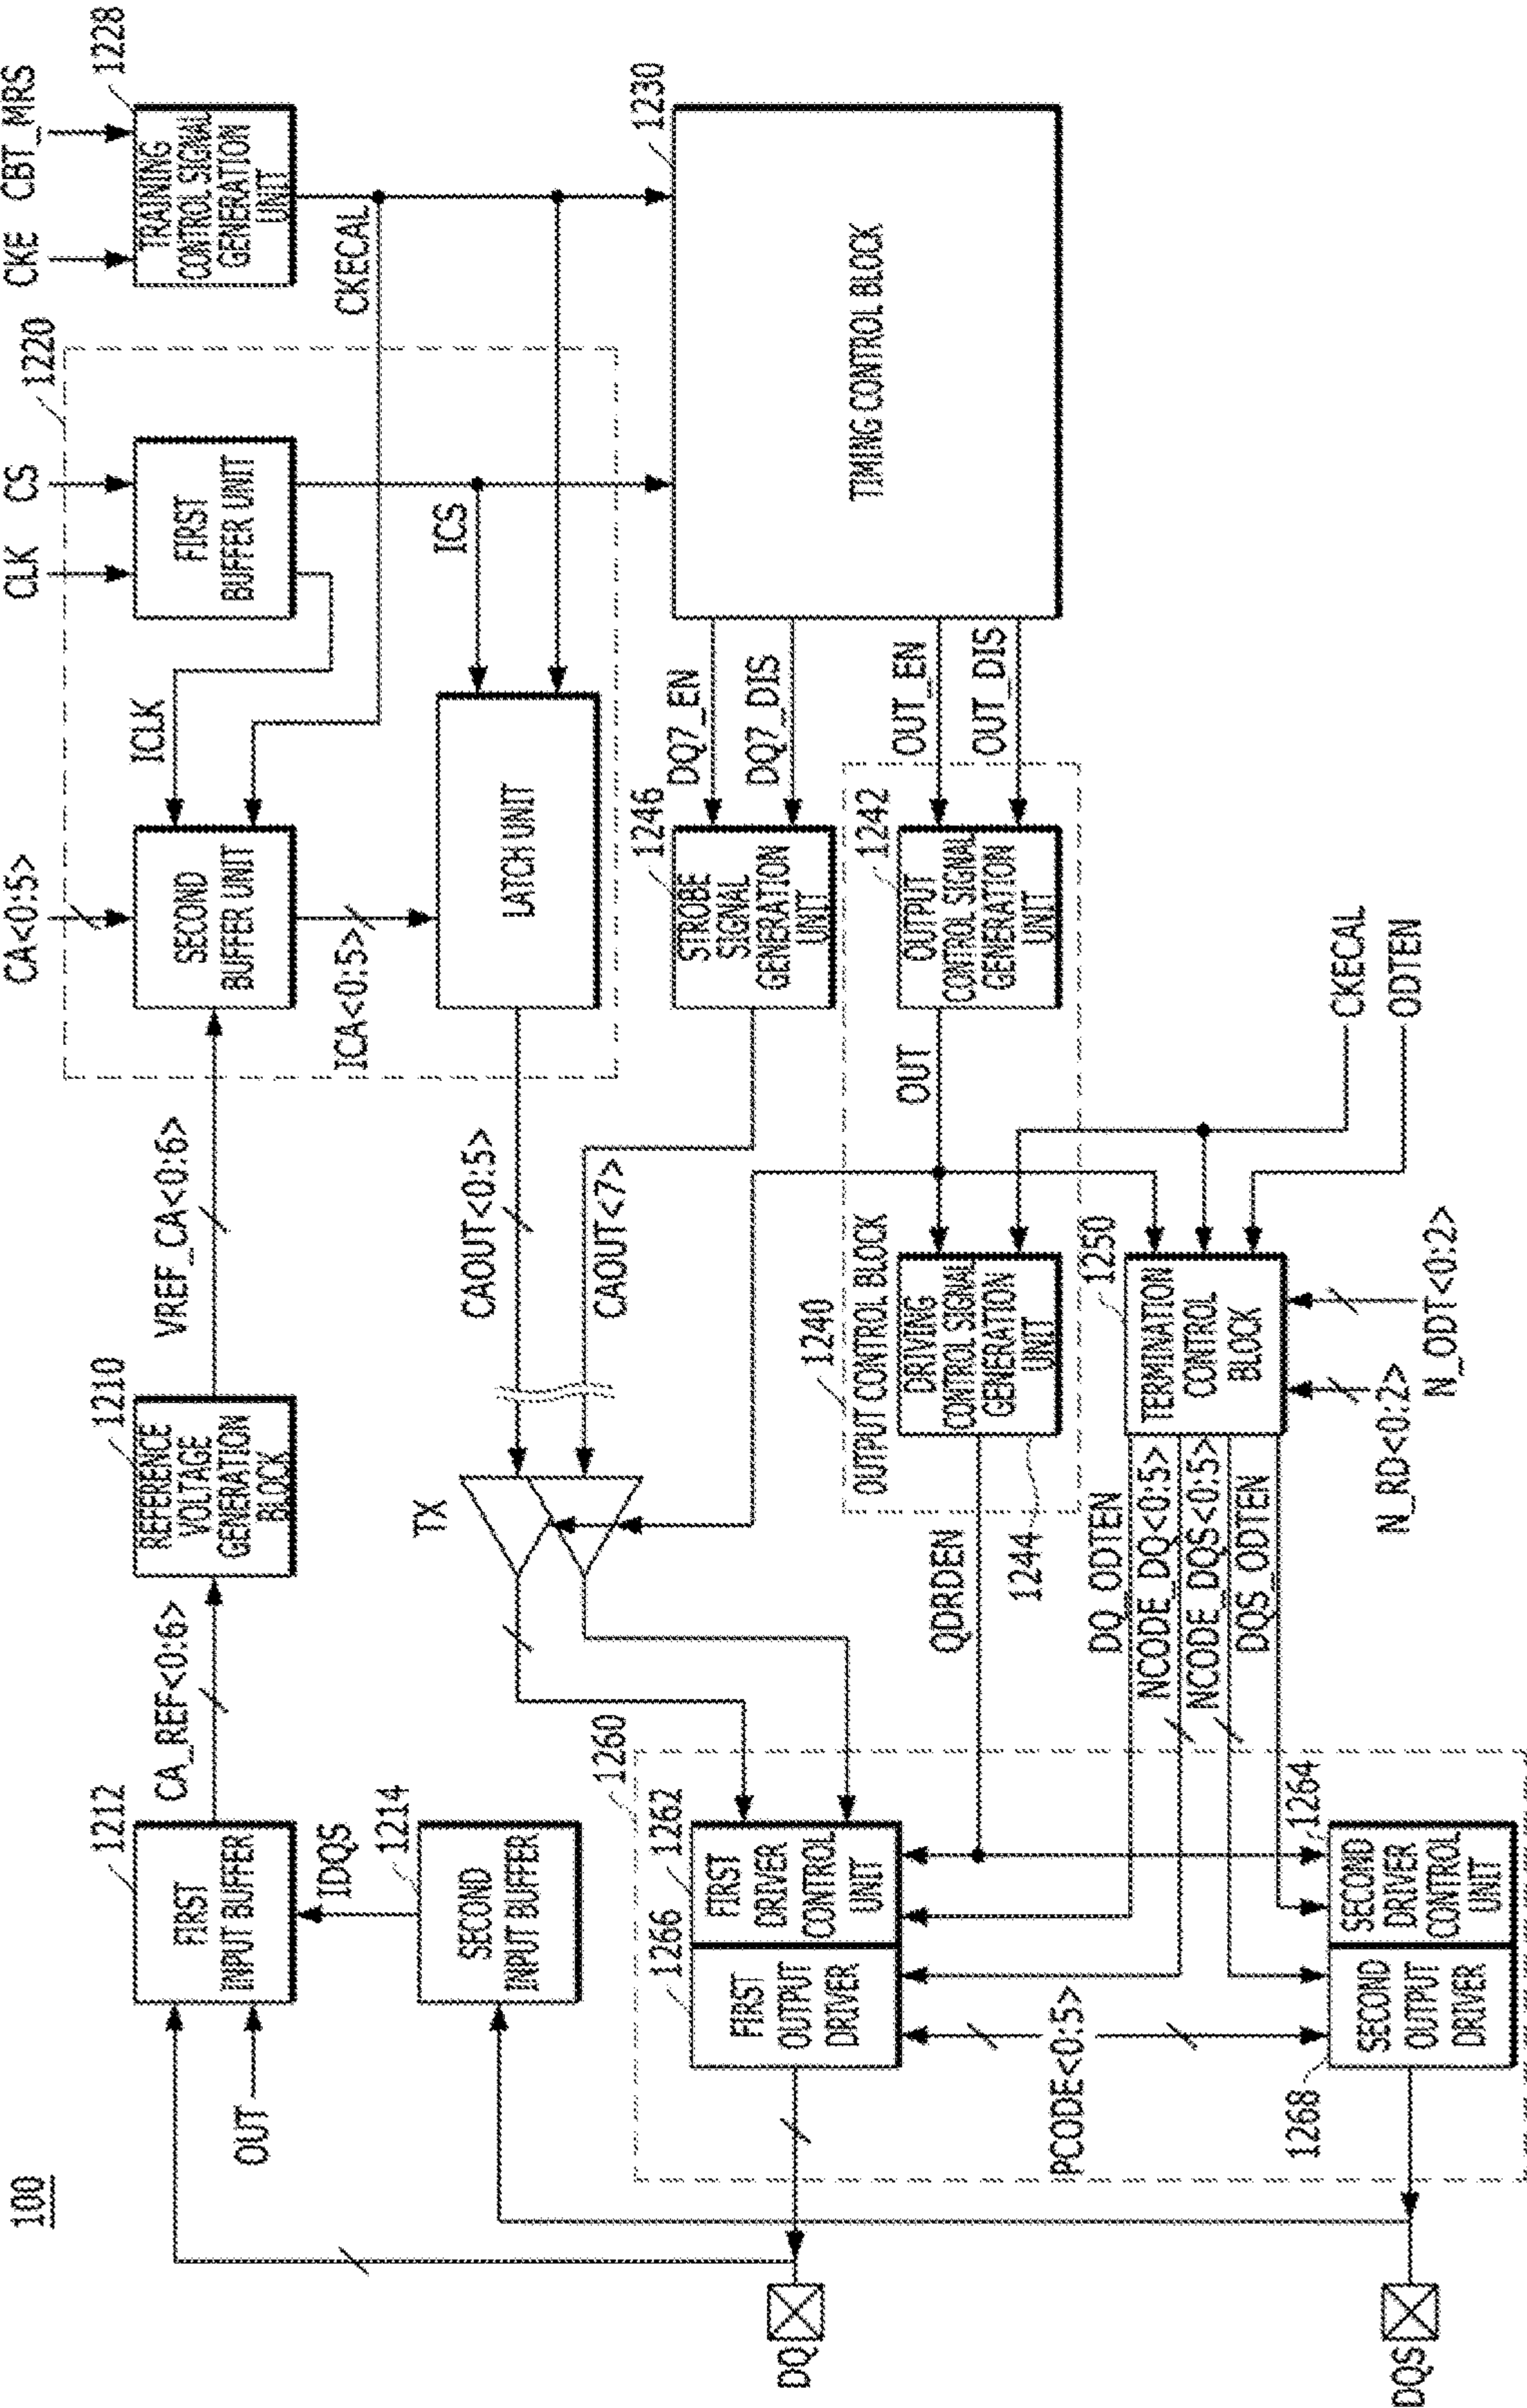 100
DQ
DQS
OUT
1212
FIRST
INPUT BUFFER
IDQS
1214
SECOND
INPUT BUFFER
CA_REF<0:6>
1210
REFERENCE
VOLTAGE
GENERATION
BLOCK
VREF_CA<0:6>
CA<0:5>
CLK
CS
1220
CKE
CBT_MRS
1228
SECOND
BUFFER UNIT
ICLK
FIRST
BUFFER UNIT
TRAINING
CONTROL SIGNAL
GENERATION
UNIT
ICA<0:5>
CKECAL
ICS
LATCH UNIT
TX
CAOUT<0:5>
CAOUT<7>
1246
STROBE
SIGNAL
GENERATION
UNIT
DQ7_EN
DQ7_DIS
1230
TIMING CONTROL BLOCK
OUT_EN
OUT_DIS
1240
OUTPUT CONTROL BLOCK
1242
OUTPUT
CONTROL SIGNAL
GENERATION
UNIT
OUT
DRIVING
CONTROL SIGNAL
GENERATION
UNIT
1244
QDRDEN
1250
TERMINATION
CONTROL
BLOCK
CKECAL
ODTEN
N_RD<0:2>
N_ODT<0:2>
DQ_ODTEN
NCODE_DQ<0:5>
NCODE_DQS<0:5>
DQS_ODTEN
1260
1266
1262
FIRST
OUTPUT
DRIVER
FIRST
DRIVER
CONTROL
UNIT
PCODE<0:5>
1268
1264
SECOND
OUTPUT
DRIVER
SECOND
DRIVER
CONTROL
UNIT